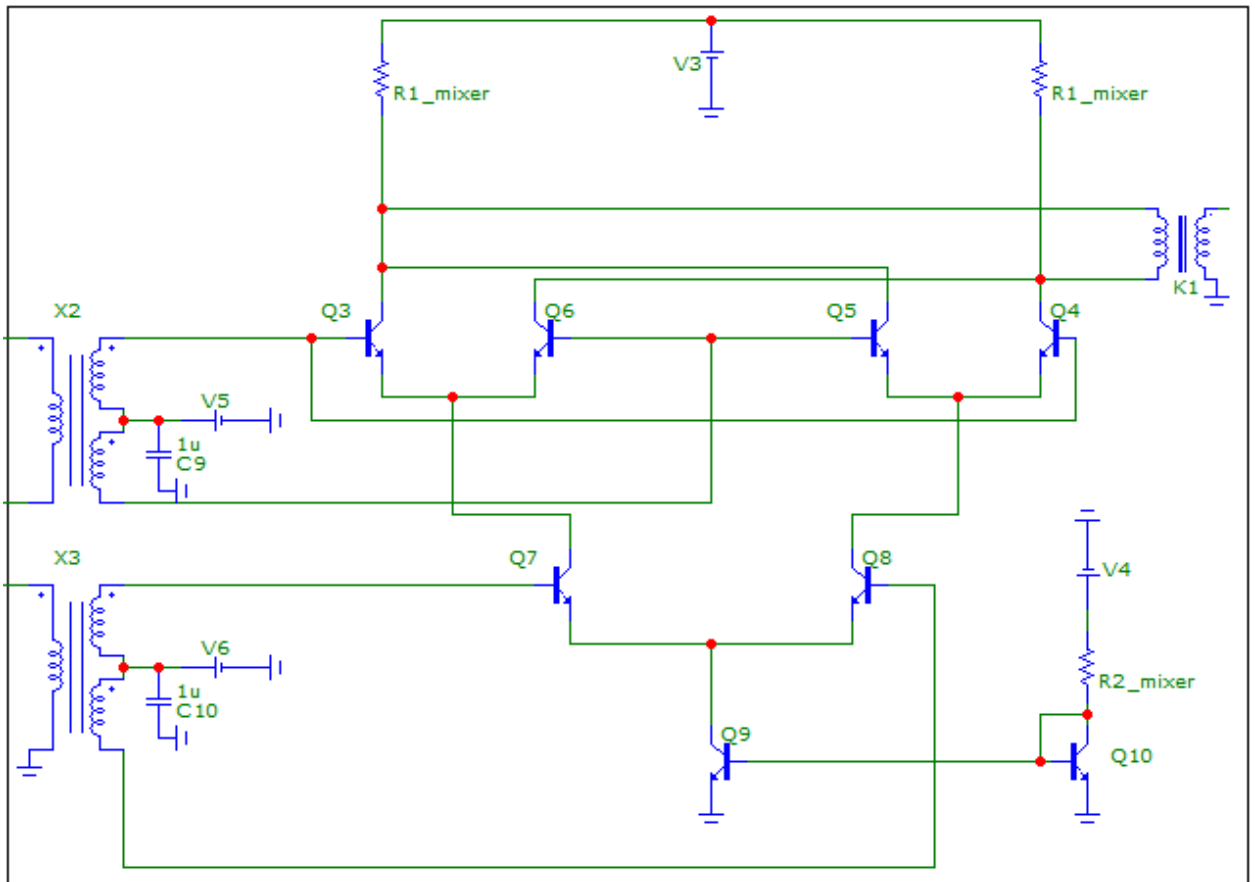 V3
R1_mixer
R1_mixer
K1
X2
Q3
Q6
Q5
Q4
V5
1u
C9
X3
Q7
Q8
V4
V6
R2_mixer
1u
C10
Q9
Q10